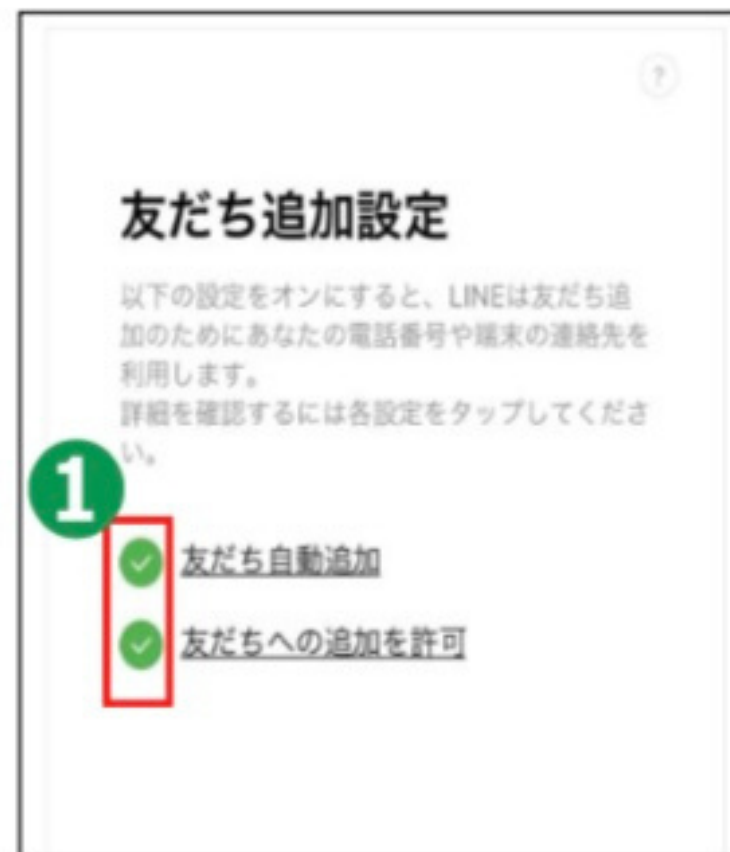 ?
友だち追加設定
以下の設定をオンにすると、LINEは友だち追
加のためにあなたの電話番号や端末の連絡先を
利用します。
詳細を確認するには各設定をタップしてくださ
い。
1
友だち自動追加
友だちへの追加を許可